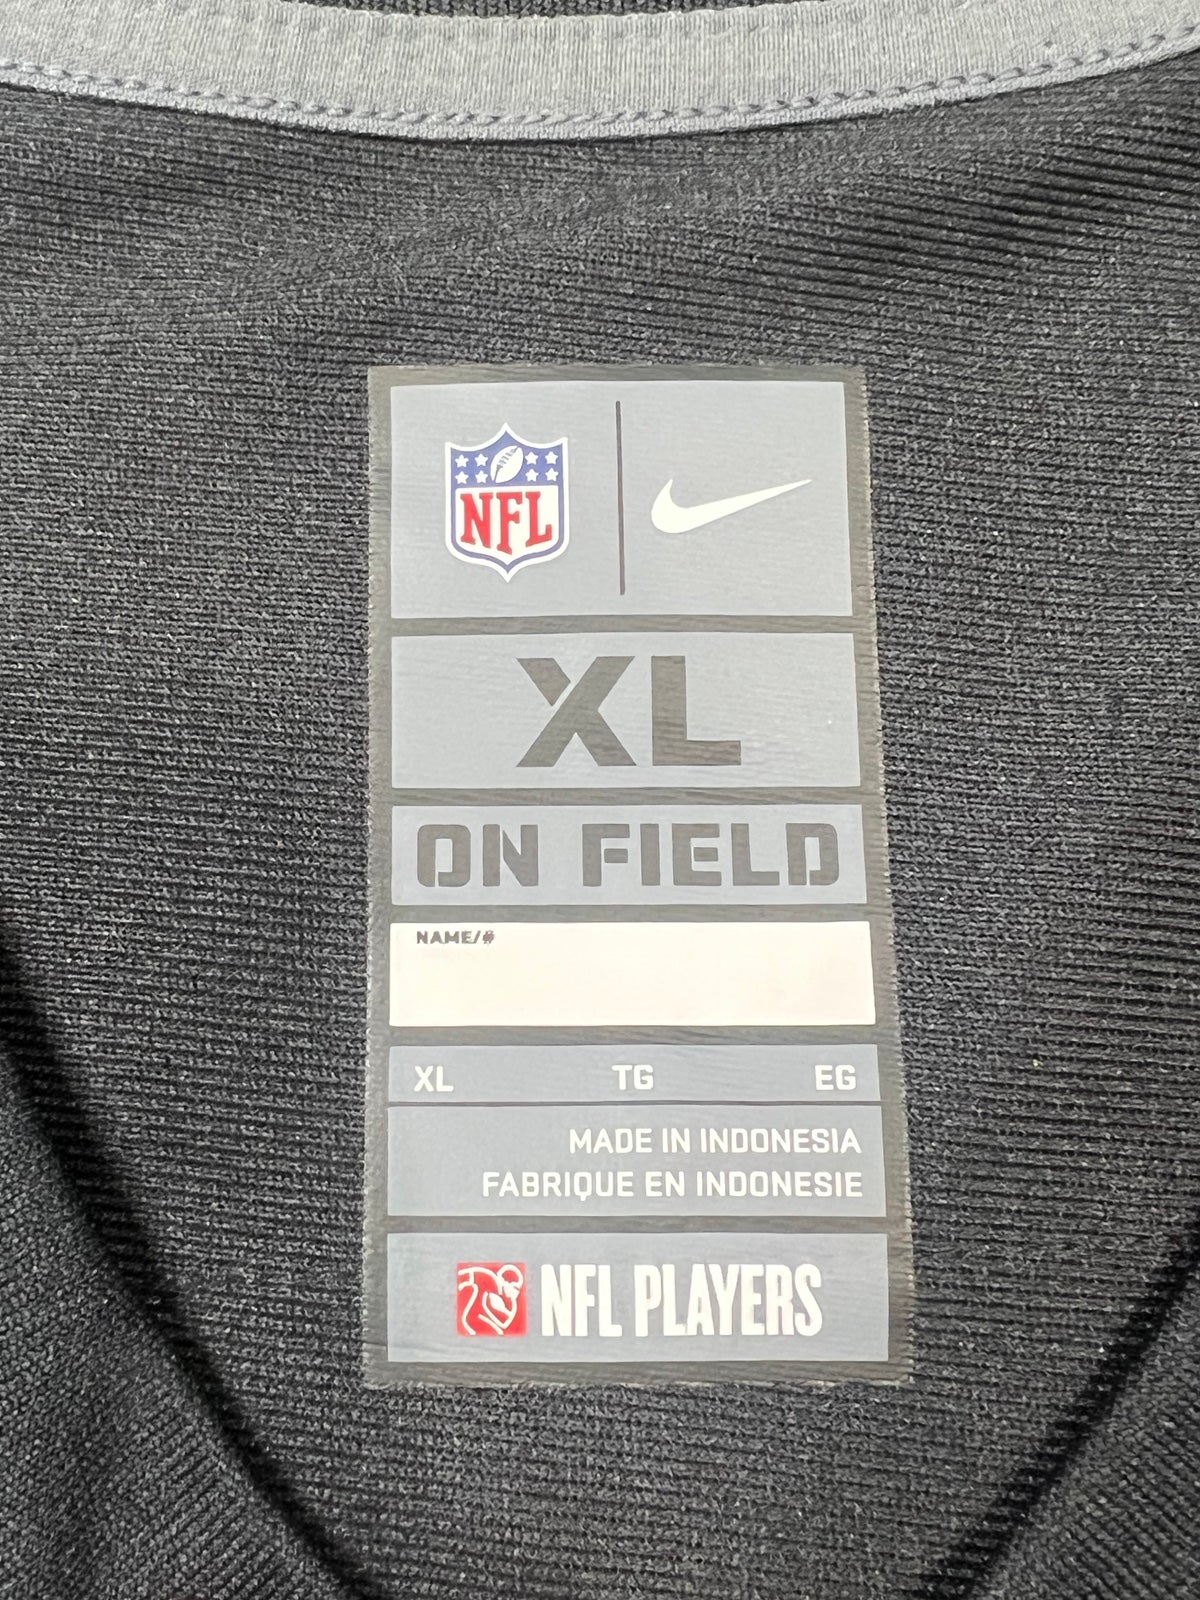 NFL
XL
ON FIELD
NAME/#
XL TG EG
MADE IN INDONESIA
FABRIQUE EN INDONESIE
NFL PLAYERS